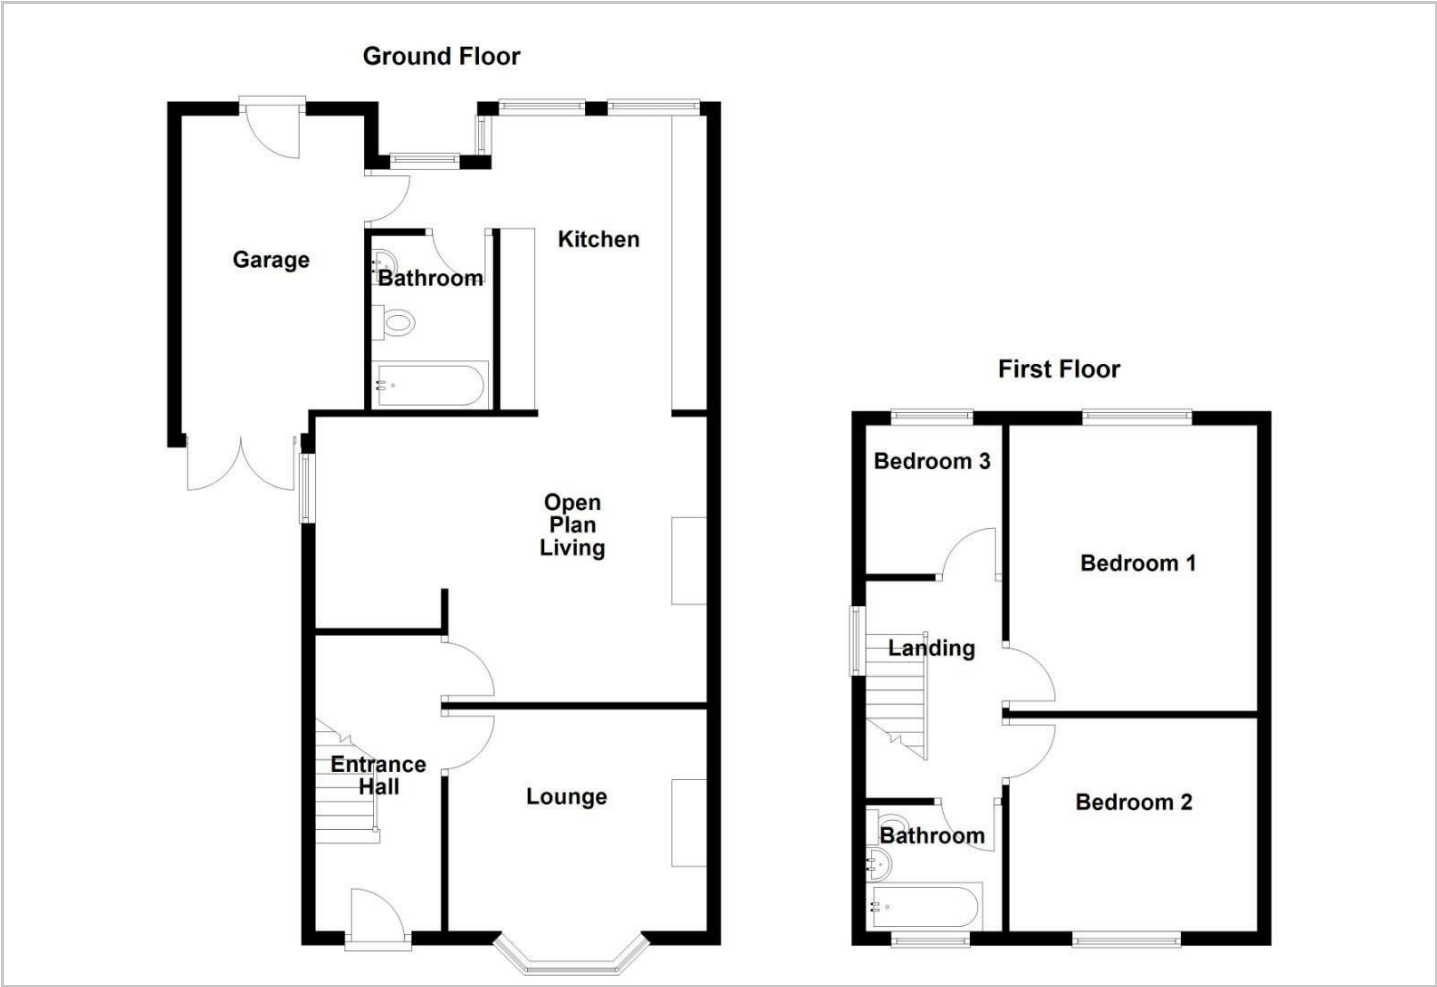 Ground Floor
Garage
Bathroom
Kitchen
Open
Plan
Living
Entrance
Hall
Lounge
First Floor
Bedroom 3
Bedroom 1
Landing
Bedroom 2
Bathroom